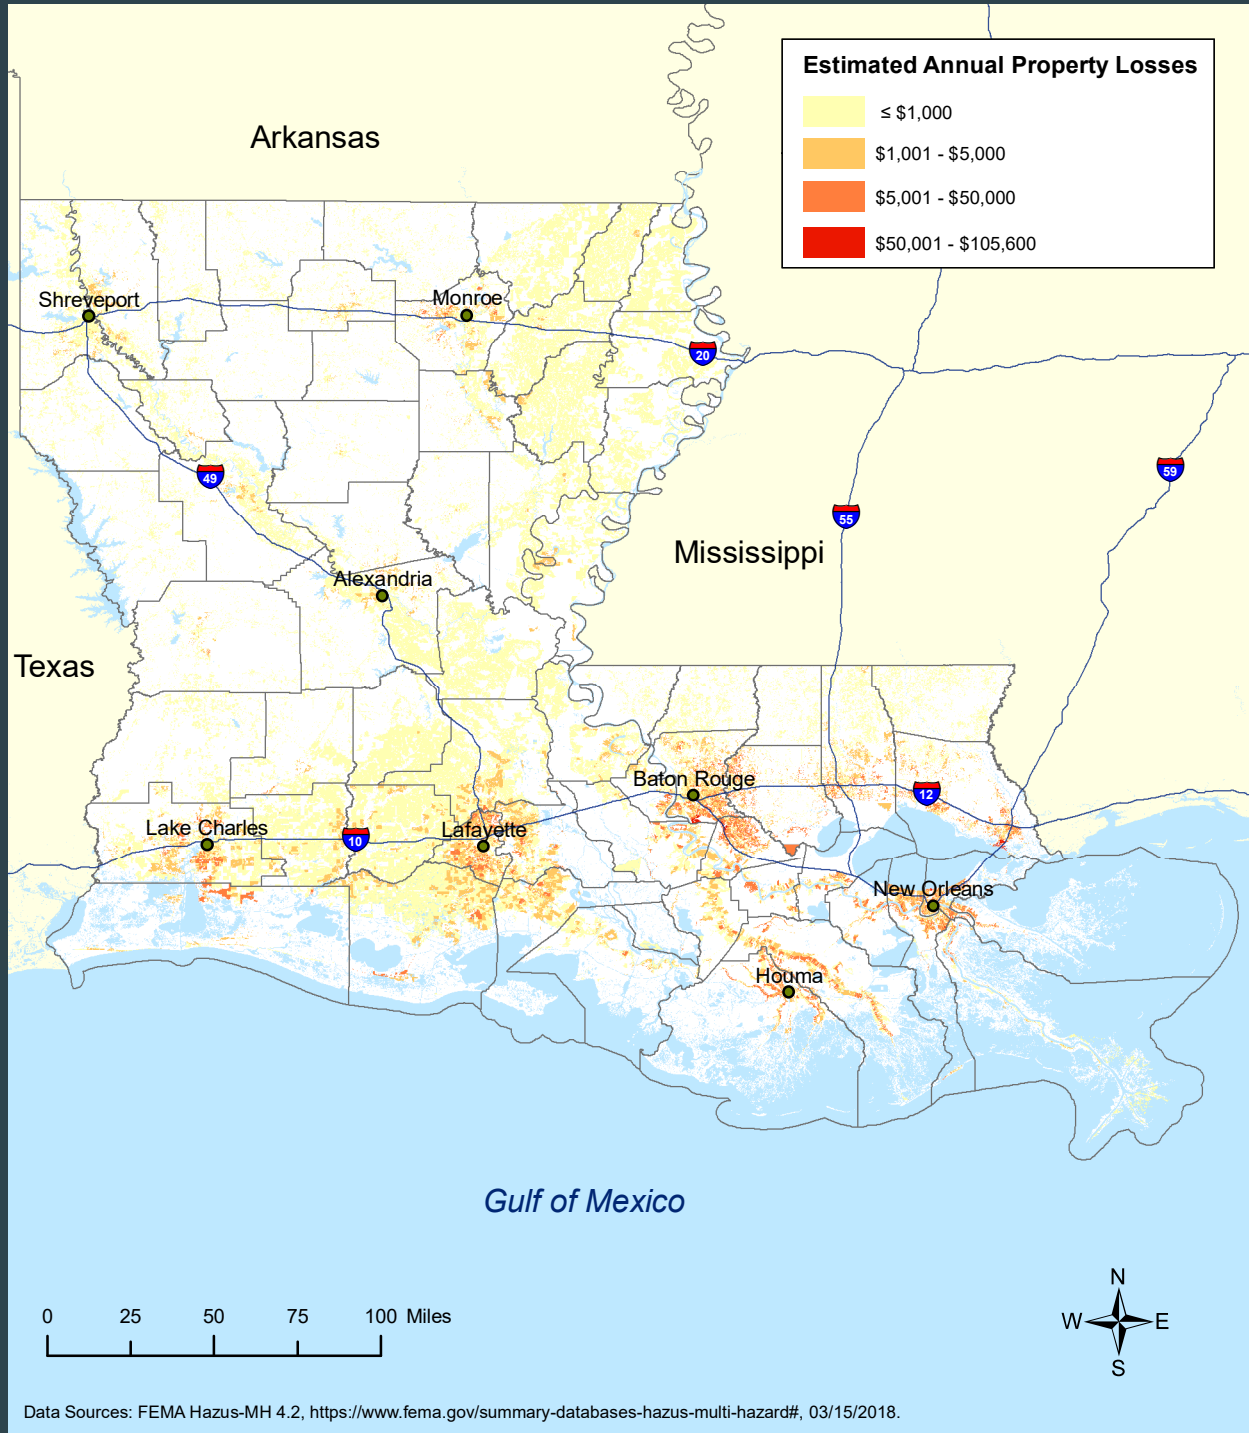 Estimated Annual Property Losses
≤ $1,000
$1,001 - $5,000
$5,001 - $50,000
$50,001 - $105,600
Arkansas
Shreveport
Monroe
20
49
59
55
Mississippi
Alexandria
Texas
Baton Rouge
12
Lake Charles
10
Lafayette
New Orleans
Houma
Gulf of Mexico
N
W E
S
0 25 50 75 100 Miles
Data Sources: FEMA Hazus-MH 4.2, https://www.fema.gov/summary-databases-hazus-multi-hazard#, 03/15/2018.